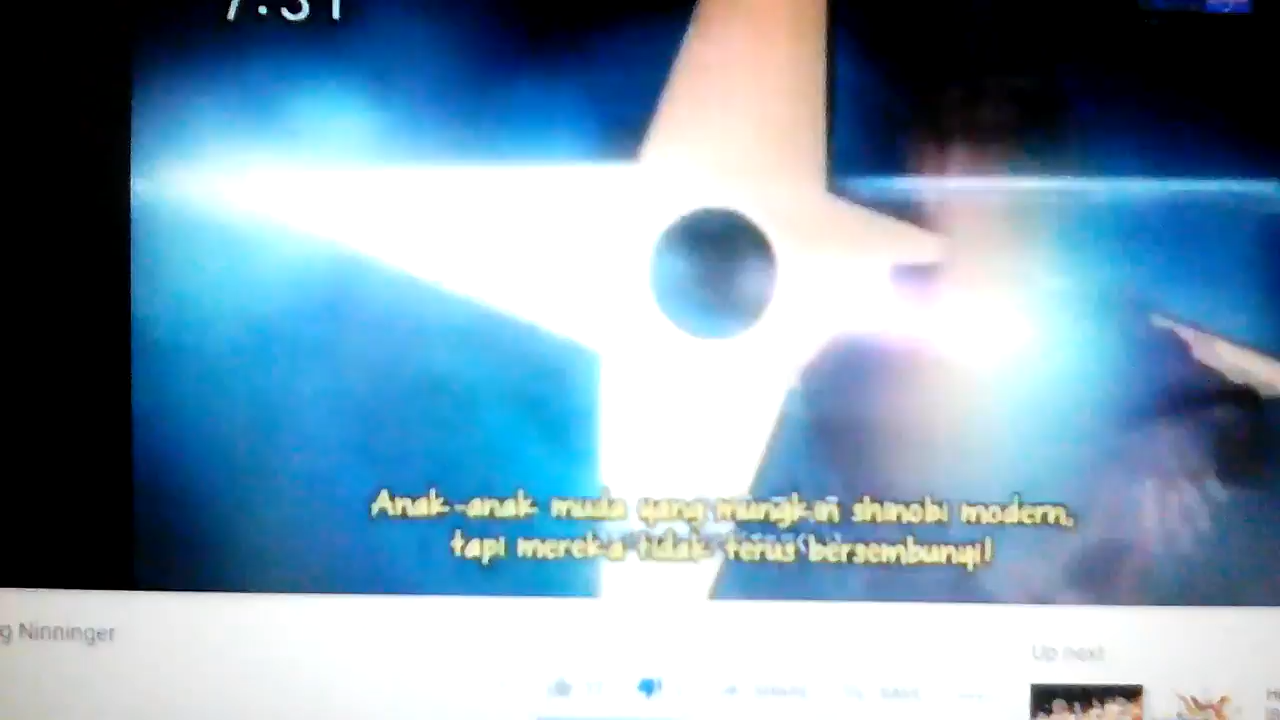 7:31
Anak-anak muda yang mungkin shinobi modern,
tapi mereka tidak terus bersembunyi!
g Ninninger
Up next